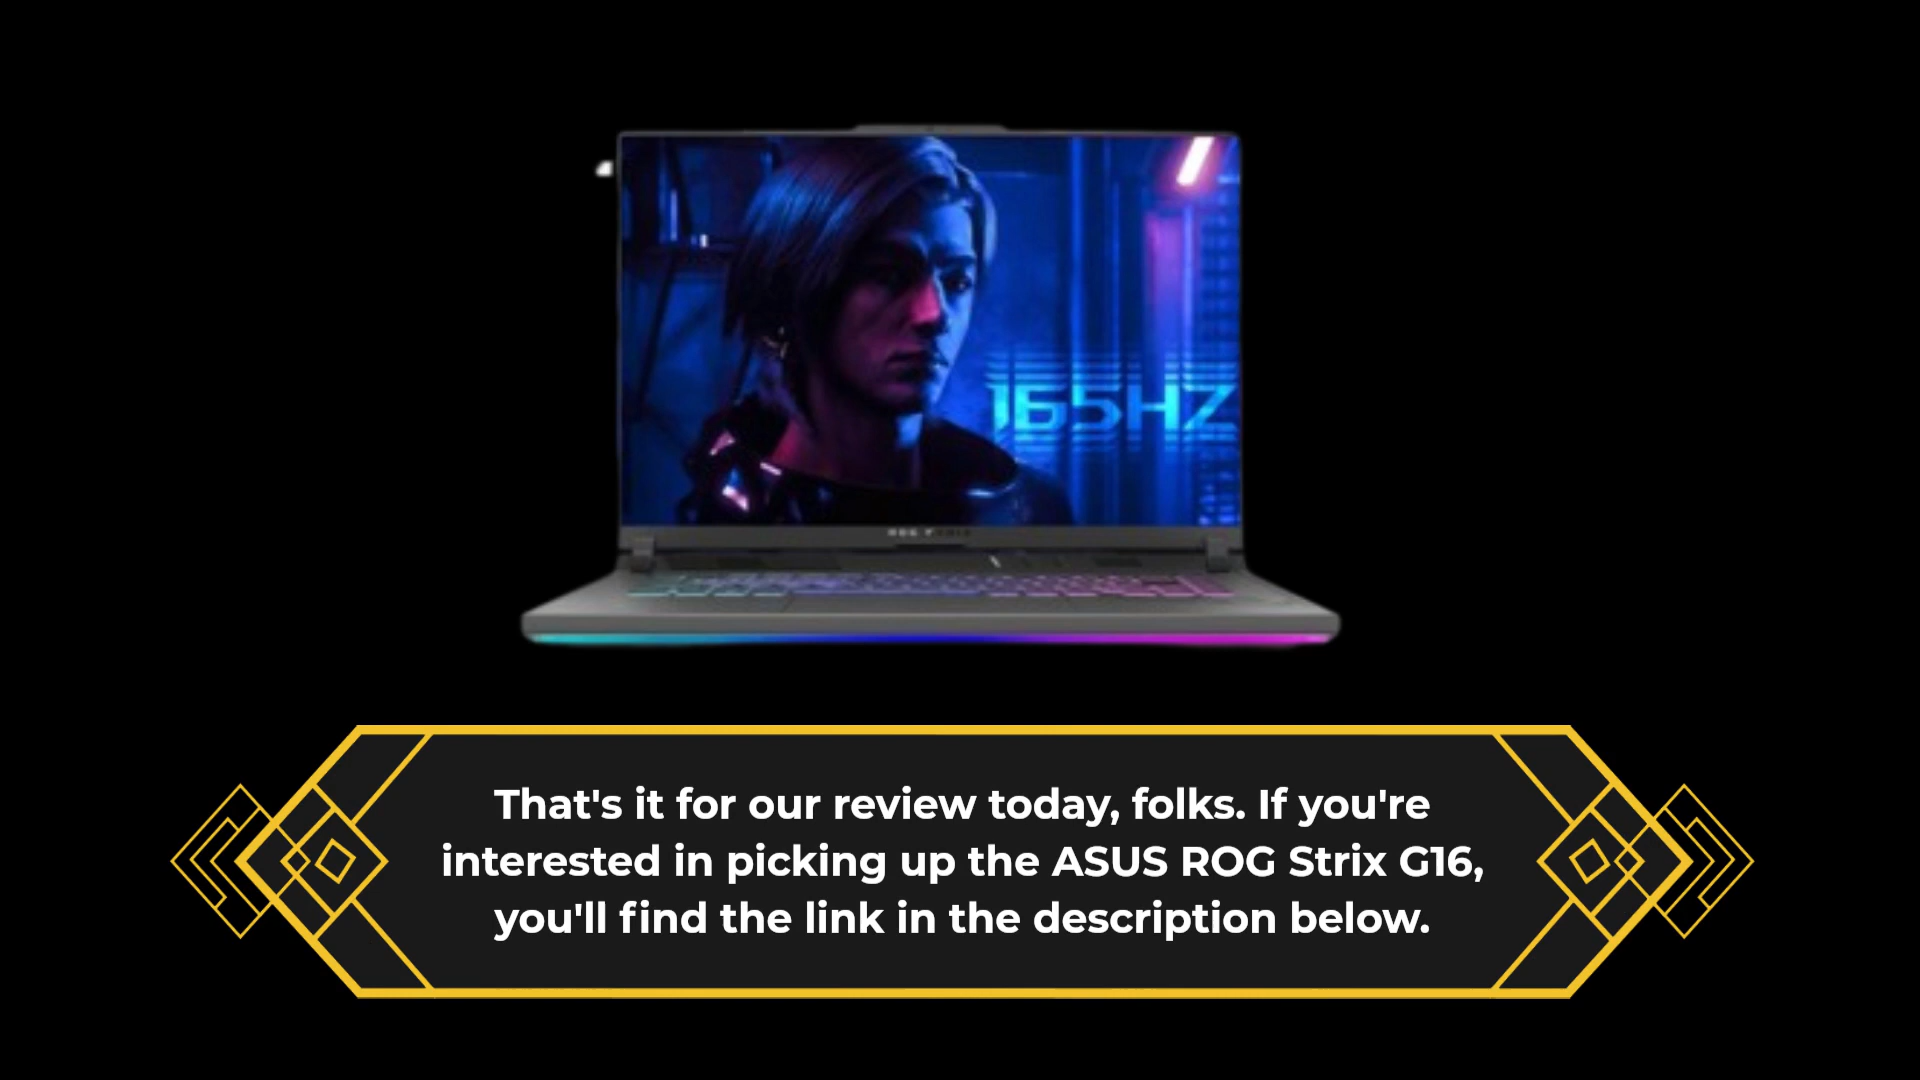 165HZ
That's it for our review today, folks. If you're
interested in picking up the ASUS ROG Strix G16,
you'll find the link in the description below.